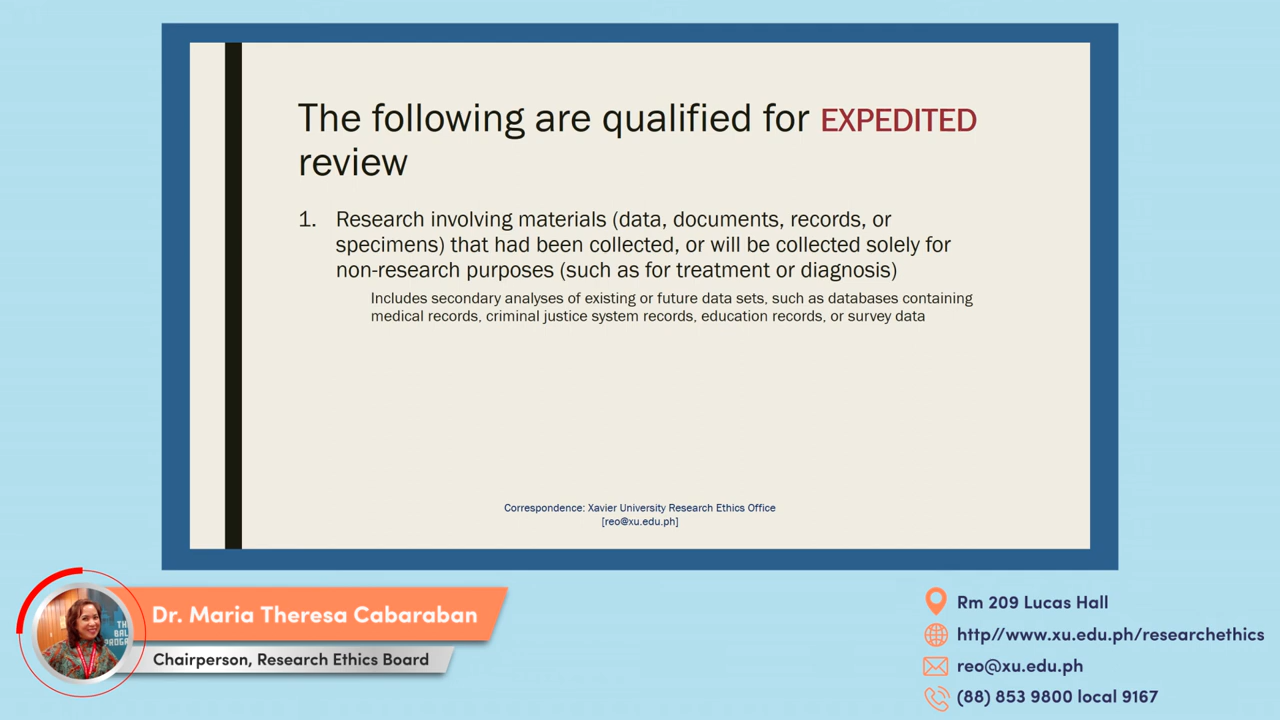 The following are qualified for EXPEDITED
review
1. Research involving materials (data, documents, records, or
specimens) that had been collected, or will be collected solely for
non-research purposes (such as for treatment or diagnosis)
Includes secondary analyses of existing or future data sets, such as databases containing
medical records, criminal justice system records, education records, or survey data
Correspondence: Xavier University Research Ethics Office
[reo@xu.edu.ph]
Dr. Maria Theresa Cabaraban
Chairperson, Research Ethics Board
Rm 209 Lucas Hall
http//www.xu.edu.ph/researchethics
reo@xu.edu.ph
(88) 853 9800 local 9167